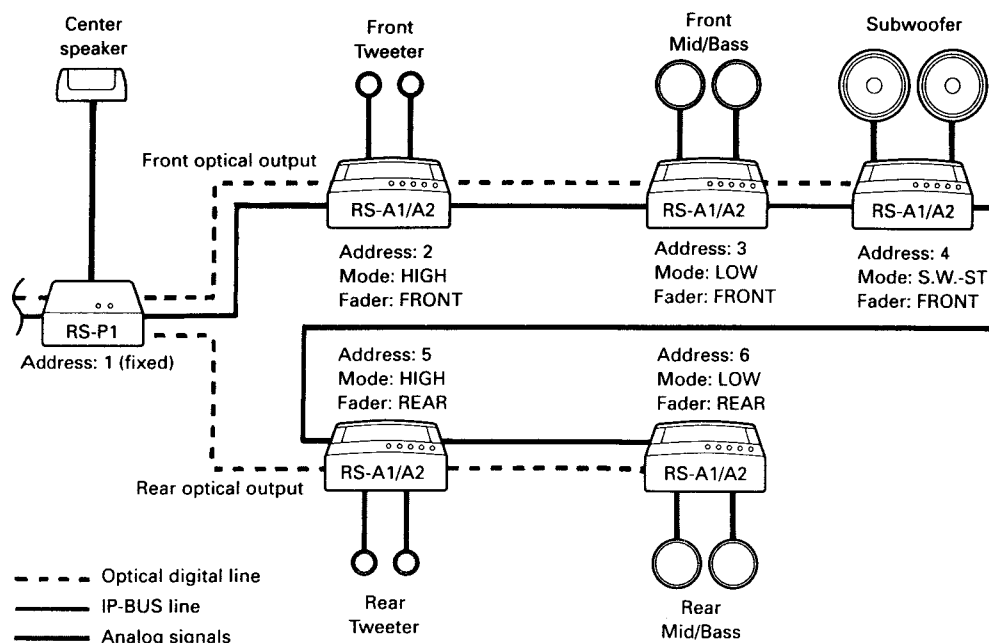 Center
speaker
Front
Tweeter
Front
Mid/Bass
Subwoofer
Front optical output
RS-A1/A2
RS-A1/A2
RS-A1/A2
Address: 2
Mode: HIGH
Fader: FRONT
Address: 3
Mode: LOW
Fader: FRONT
Address: 4
Mode: S.W.-ST
Fader: FRONT
RS-P1
Address: 1 (fixed)
Address: 5
Mode: HIGH
Fader: REAR
Address: 6
Mode: LOW
Fader: REAR
RS-A1/A2
RS-A1/A2
Rear optical output
Rear
Tweeter
Rear
Mid/Bass
Optical digital line
IP-BUS line
Analog signals